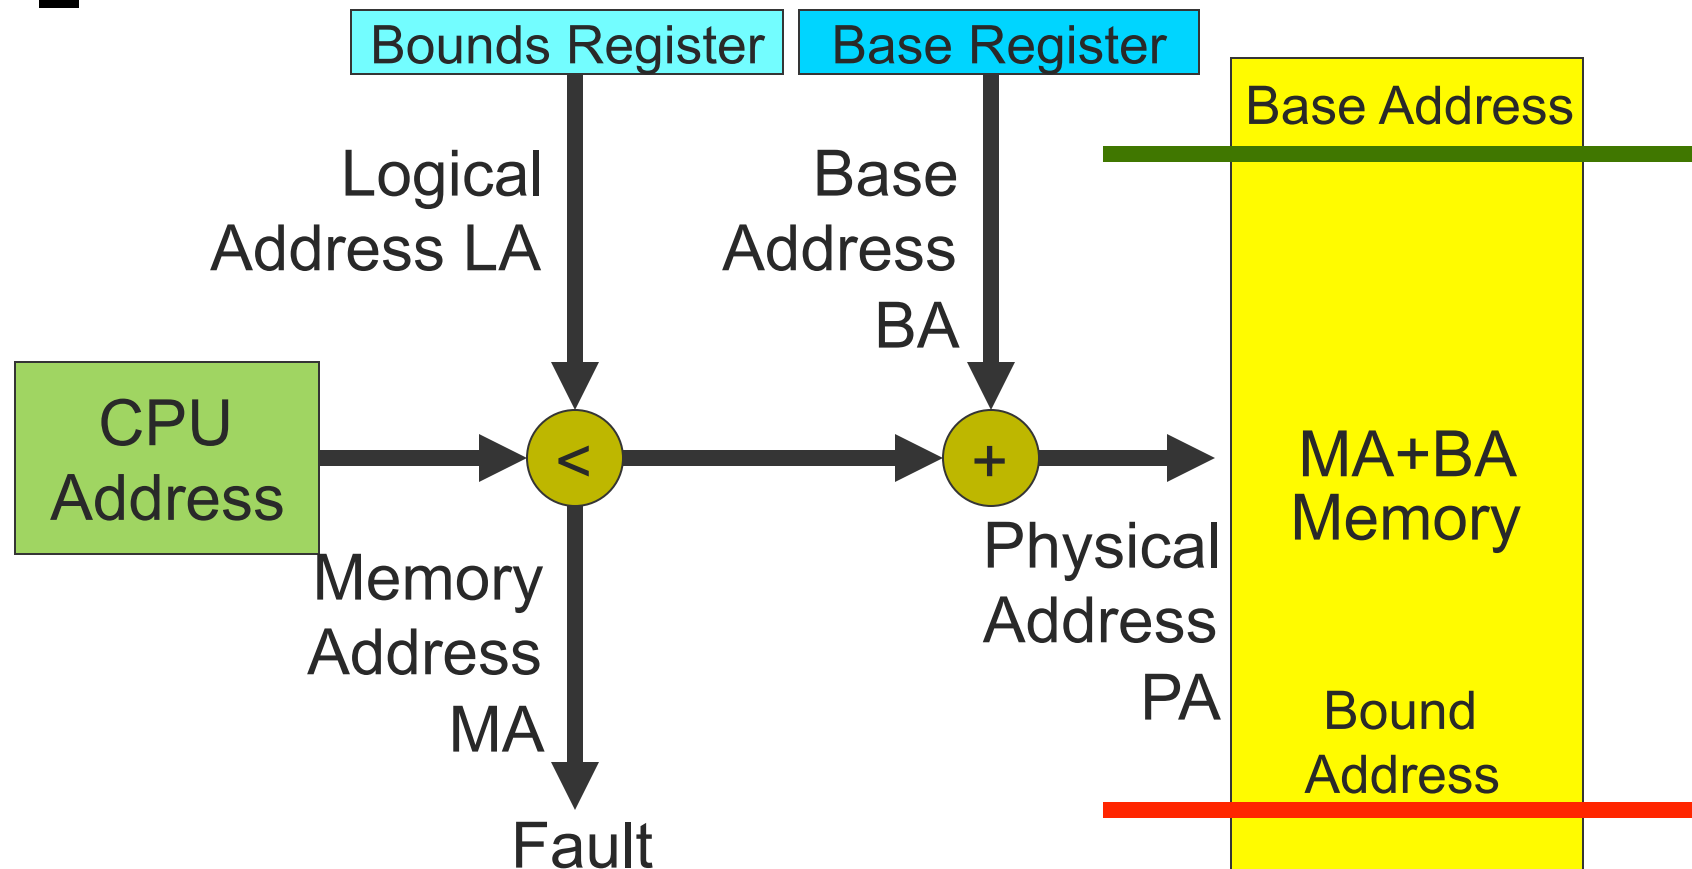 Bounds Register
Base Register
Base Address
Logical
Address LA
Base
Address
BA
CPU
Address
<
+
MA+BA
Memory
Memory
Address
MA
Physical
Address
PA
Bound
Address
Fault